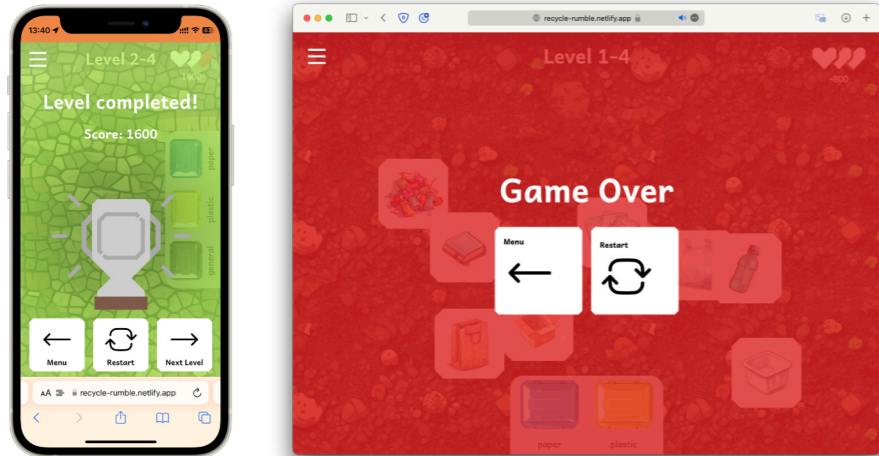 13:40
Level 2-4
1600
Level completed!
Score: 1600
paper
plastic
general
Menu
Restart
Next Level
AA
recycle-rumble.netlify.app
recycle-rumble.netlify.app
Level 1-4
-800
Game Over
Menu
Restart
paper
plastic